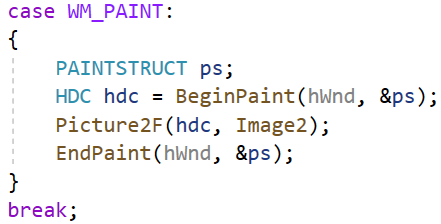 case WM_PAINT:
{
PAINTSTRUCT ps;
HDC hdc = BeginPaint(hWnd, &ps);
Picture2F(hdc, Image2);
EndPaint(hWnd, &ps);
}
break;